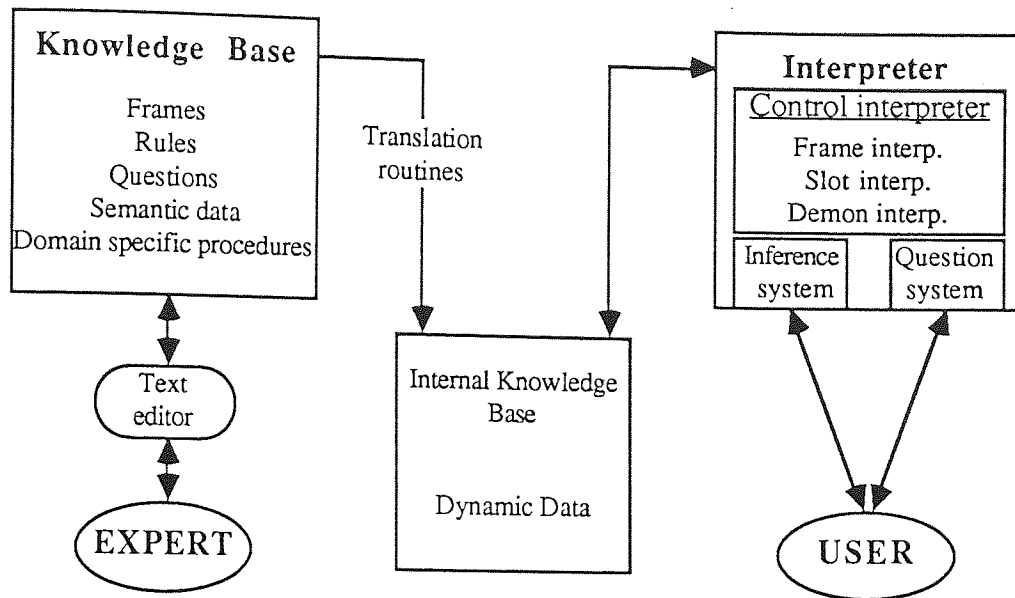 Knowledge Base
Frames
Rules
Questions
Semantic data
Domain specific procedures
Text
editor
EXPERT
Translation
routines
Internal Knowledge
Base
Dynamic Data
Interpreter
Control interpreter
Frame interp.
Slot interp.
Demon interp.
Inference
system
Question
system
USER